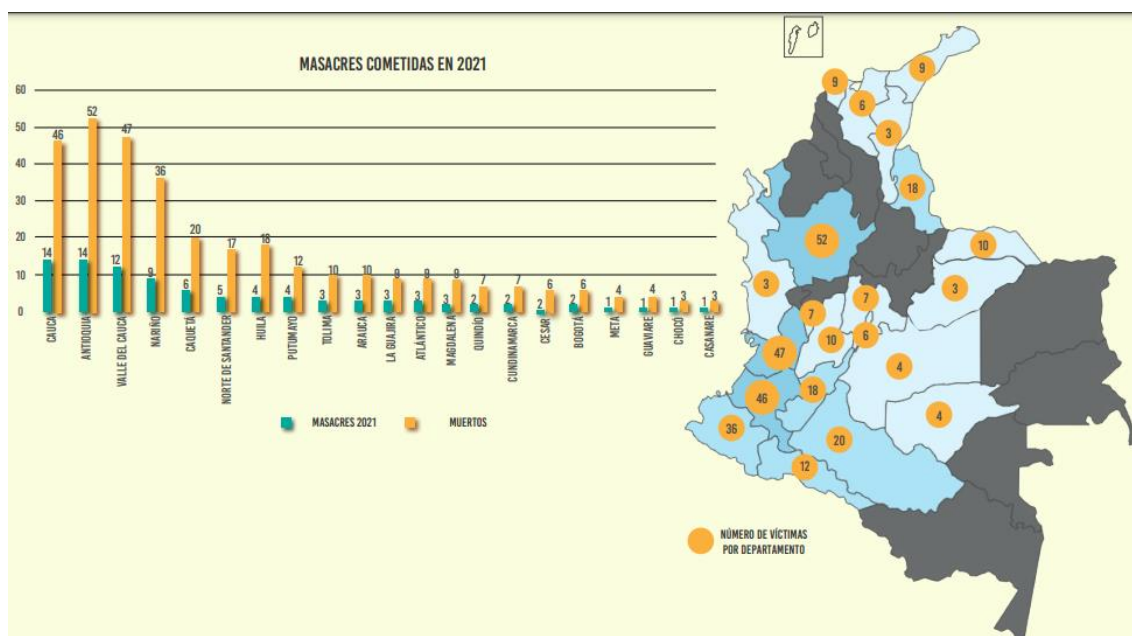 MASACRES COMETIDAS EN 2021
60
50
40
30
20
10
0
14 46
14 52
12 47
9 36
6 20
5 17
4 18
4 12
3 10
3 10
3 9
3 9
3 9
2 7
2 7
2 6
2 6
1 4
1 4
1 3
1 3
CAUCA
ANTIOQUIA
VALLE DEL CAUCA
NARIÑO
CAQUETÁ
NORTE DE SANTANDER
HUILA
PUTUMAYO
TOLIMA
ARAUCA
LA GUAJIRA
ATLÁNTICO
MAGDALENA
QUINDÍO
CUNDINAMARCA
CESAR
BOGOTÁ
META
GUAVIARE
CHOCÓ
CASANARE
MASACRES 2021
MUERTOS
9
9
6
3
18
52
10
3
3
7
7
6
10
47
4
18
46
4
36
20
12
NÚMERO DE VÍCTIMAS
POR DEPARTAMENTO